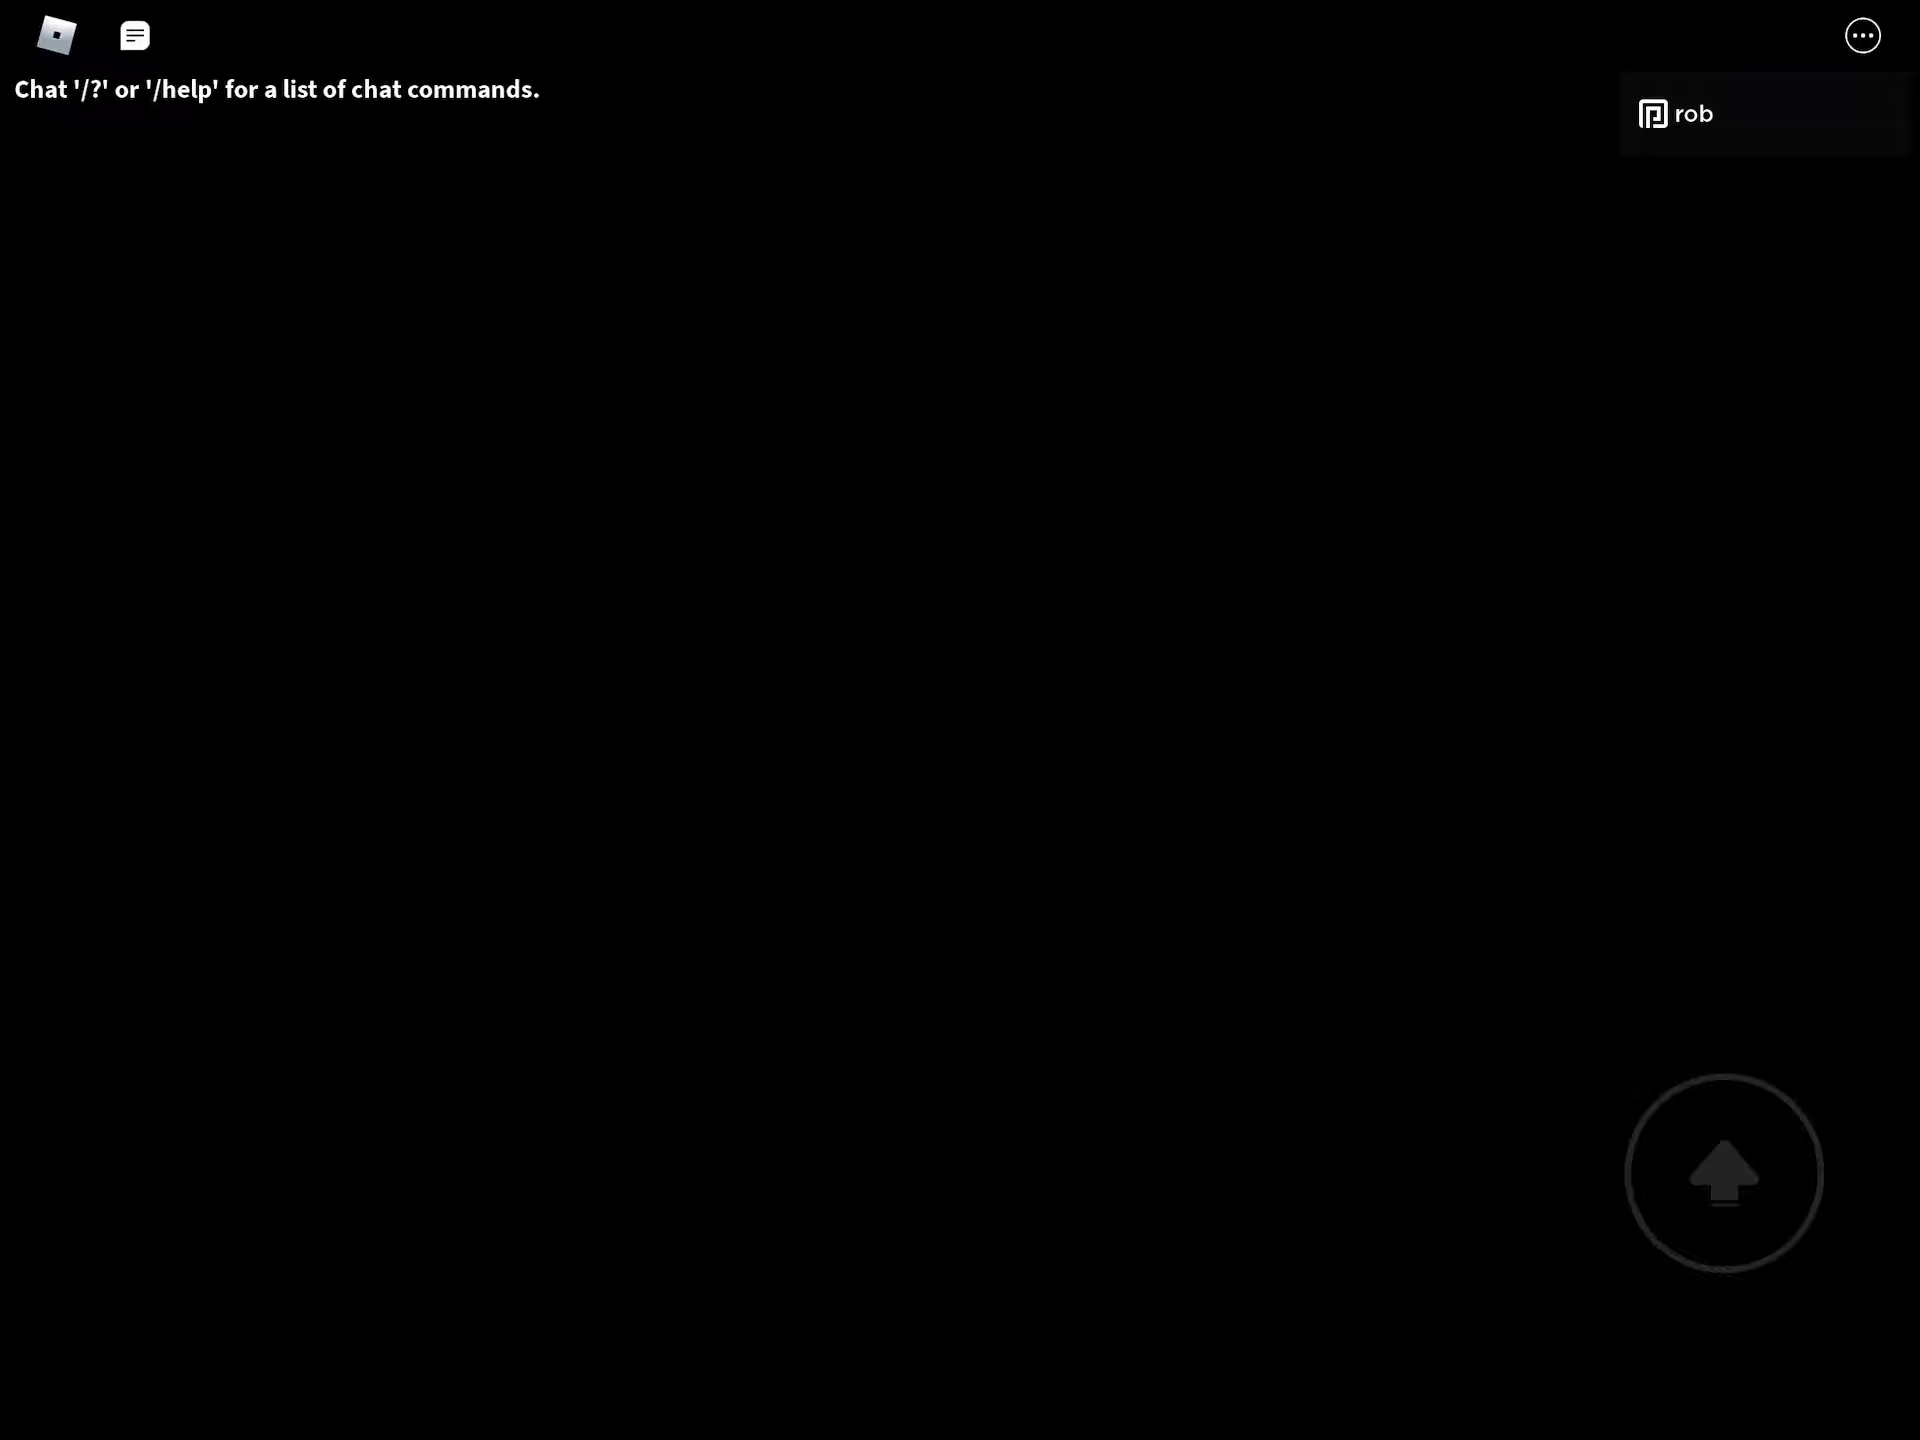 Chat '/?' or '/help' for a list of chat commands.
rob